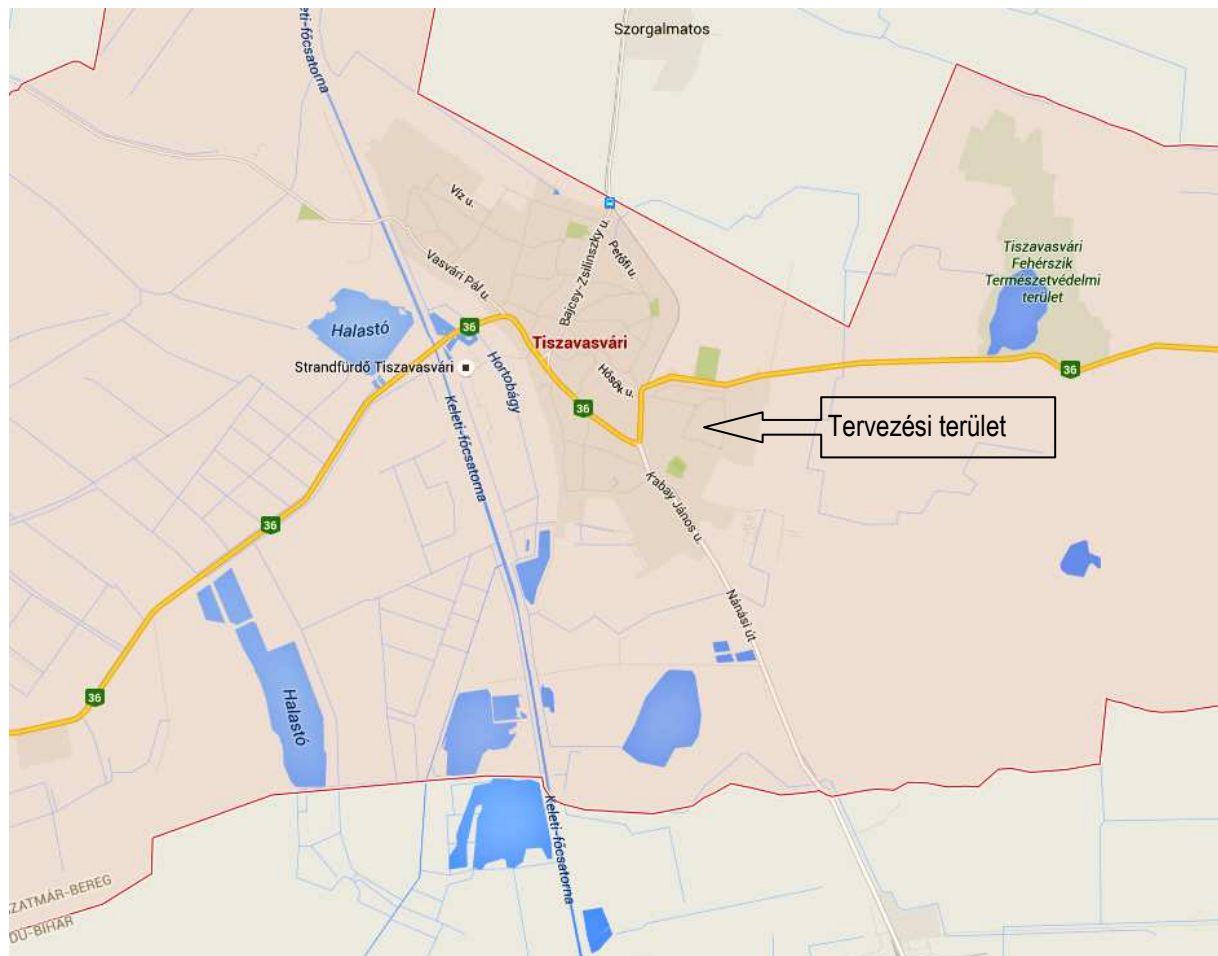 Keleti-főcsatorna
Szorgalmatos
Víz u.
Petőfi u.
Bajcsy-Zsilinszky u.
Vasvári Pál u.
Tiszavasvári
Fehérszik
Természetvédelmi
terület
Halastó
36
Tiszavasvári
Strandfürdő Tiszavasvári
Hortobágy
Hősök u.
36
36
Keleti-főcsatorna
Tervezési terület
Kabay János u.
36
Nánási út
Halastó
36
Keleti-főcsatorna
ZATMÁR-BEREG
DÚ-BIHAR